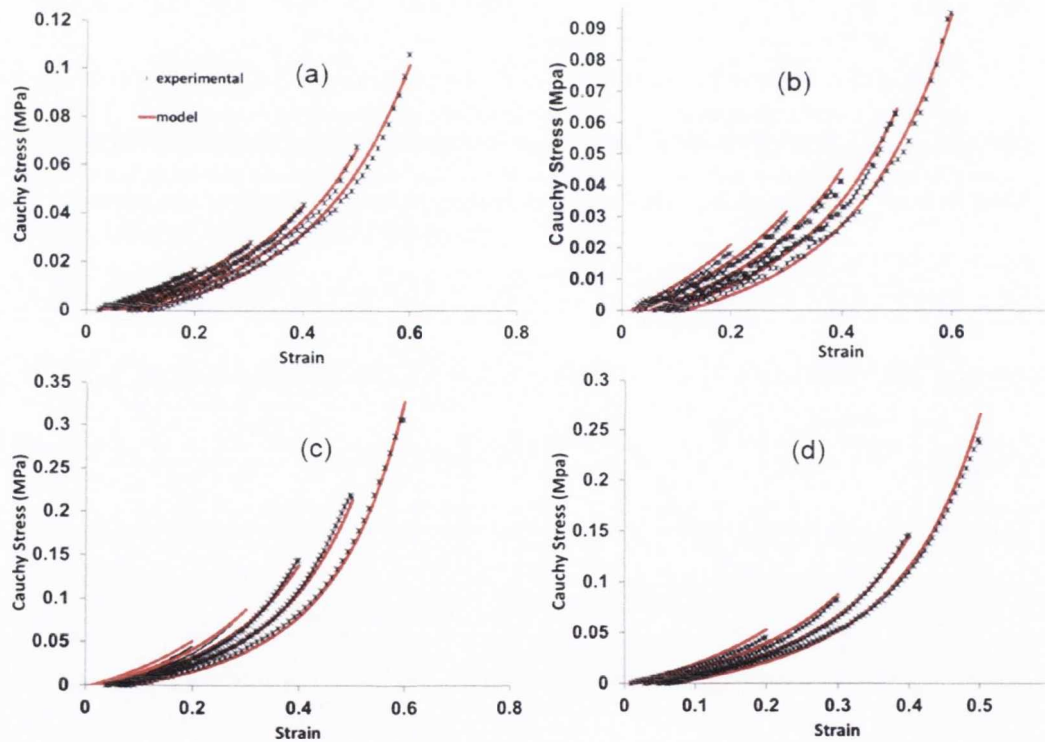 0.12
0.1
0.08
0.06
0.04
0.02
0
Cauchy Stress (MPa)
(a)
experimental
model
0 0.2 0.4 0.6 0.8
Strain
0.09
0.08
0.07
0.06
0.05
0.04
0.03
0.02
0.01
0
Cauchy Stress (Mpa)
(b)
0 0.2 0.4 0.6
Strain
0.35
0.3
0.25
0.2
0.15
0.1
0.05
0
Cauchy Stress (MPa)
(c)
0 0.2 0.4 0.6 0.8
Strain
0.3
0.25
0.2
0.15
0.1
0.05
0
Cauchy Stress (Mpa)
(d)
0 0.1 0.2 0.3 0.4 0.5
Strain